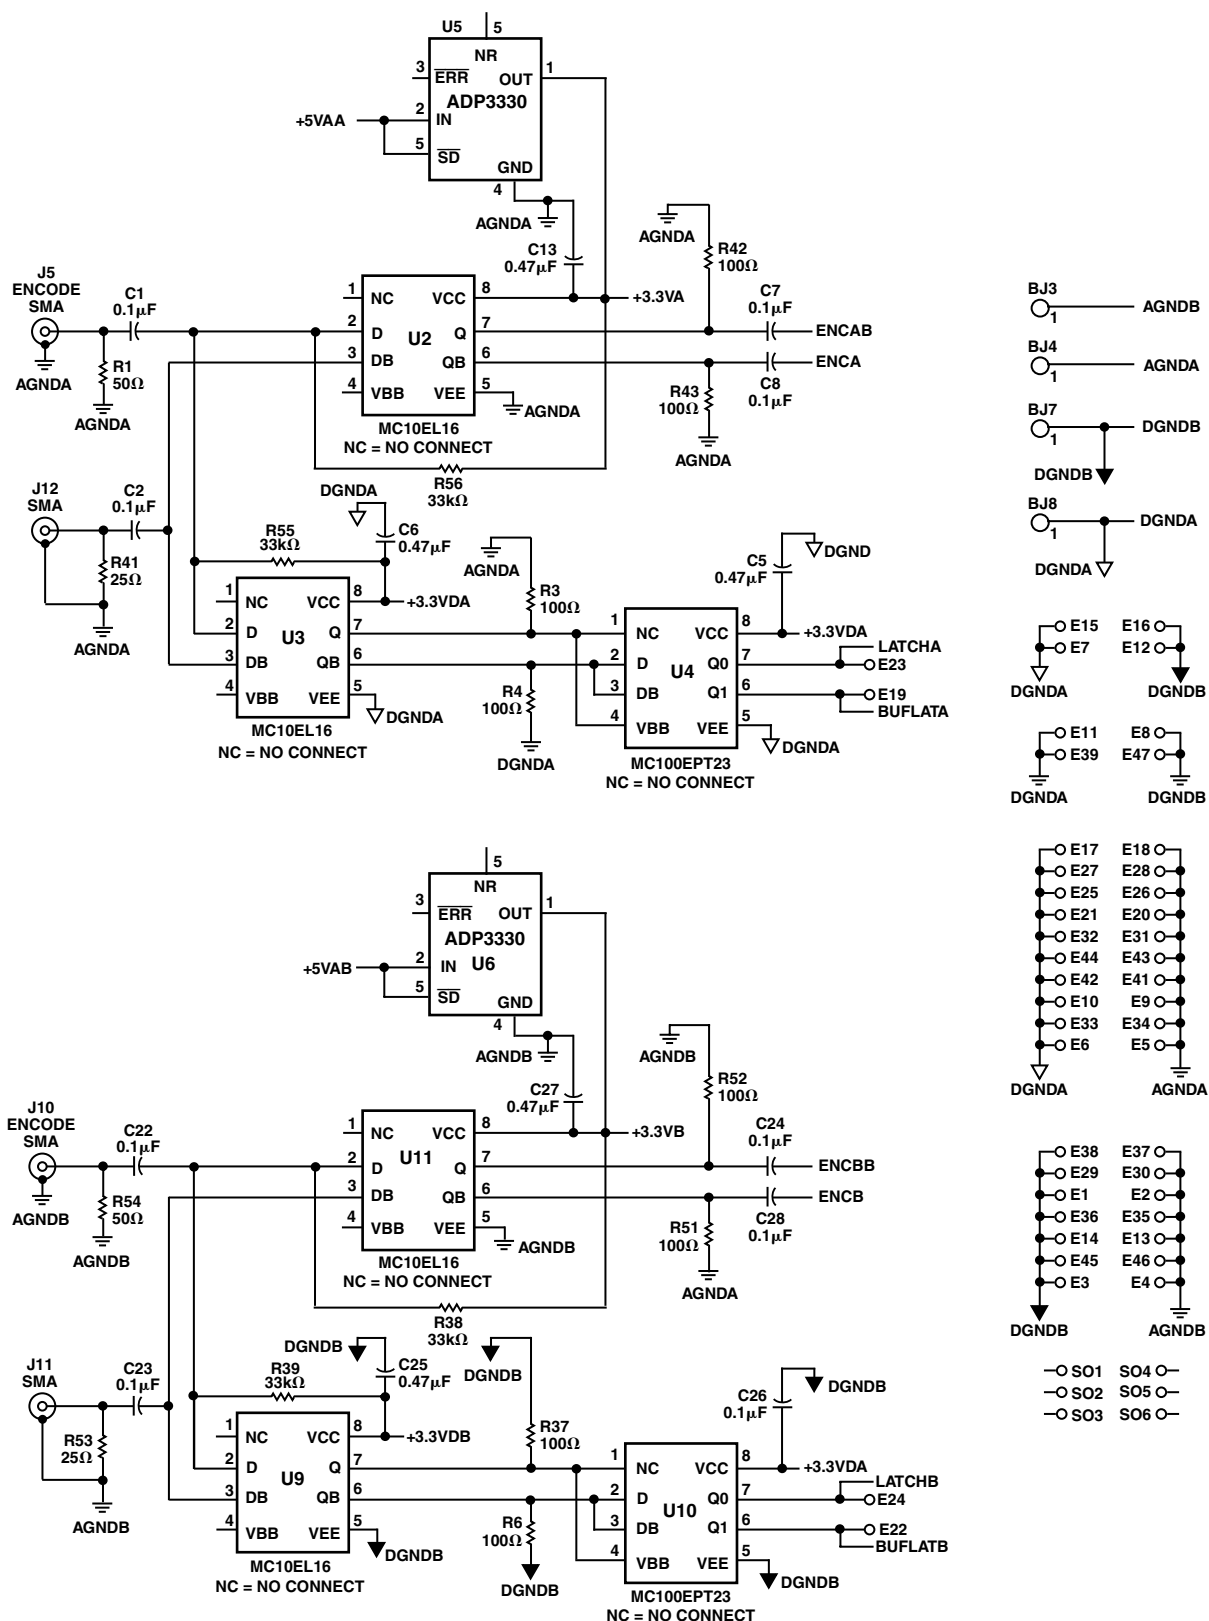 U5
5
NR
3 ERR OUT 1
ADP3330
+5VAA 2 IN
5 SD
GND
4
AGNDA
C13
0.47μF
AGNDA
R42
100Ω
J5
ENCODE
SMA
C1
0.1μF
AGNDA
R1
50Ω
AGNDA
1 NC VCC 8 +3.3VA
2 D Q 7
U2
3 DB QB 6
4 VBB VEE 5 AGNDA
MC10EL16
NC = NO CONNECT
C7
0.1μF
ENCAB
ENCA
C8
0.1μF
R43
100Ω
AGNDA
R56
33kΩ
J12
SMA
C2
0.1μF
R41
25Ω
AGNDA
DGNDA
R55
33kΩ
C6
0.47μF
1 NC VCC 8 +3.3VDA
2 D Q 7
U3
3 DB QB 6
4 VBB VEE 5 DGNDA
MC10EL16
NC = NO CONNECT
AGNDA
R3
100Ω
R4
100Ω
DGNDA
C5
0.47μF
DGND
1 NC VCC 8 +3.3VDA
2 D Q0 7
U4
3 DB Q1 6
4 VBB VEE 5 DGNDA
LATCHA
E23
E19
BUFLATA
MC100EPT23
NC = NO CONNECT
5
NR
3 ERR OUT 1
ADP3330
U6
+5VAB 2 IN
5 SD
GND
4
AGNDB
C27
0.47μF
AGNDB
R52
100Ω
J10
ENCODE
SMA
C22
0.1μF
AGNDB
R54
50Ω
AGNDB
1 NC VCC 8 +3.3VB
2 D Q 7
U11
3 DB QB 6
4 VBB VEE 5 AGNDB
MC10EL16
NC = NO CONNECT
C24
0.1μF
ENCBB
ENCB
C28
0.1μF
R51
100Ω
AGNDA
R38
33kΩ
J11
SMA
C23
0.1μF
R53
25Ω
AGNDB
DGNDB
R39
33kΩ
C25
0.47μF
1 NC VCC 8 +3.3VDB
2 D Q 7
U9
3 DB QB 6
4 VBB VEE 5 DGNDB
MC10EL16
NC = NO CONNECT
DGNDB
R37
100Ω
R6
100Ω
DGNDB
C26
0.1μF
DGNDB
1 NC VCC 8 +3.3VDA
2 D Q0 7
U10
3 DB Q1 6
4 VBB VEE 5 DGNDB
LATCHB
E24
E22
BUFLATB
MC100EPT23
NC = NO CONNECT
BJ3
1
AGNDB
BJ4
1
AGNDA
BJ7
1
DGNDB
DGNDB
BJ8
1
DGNDA
DGNDA
E15 E16
E7 E12
DGNDA DGNDB
E11 E8
E39 E47
DGNDA DGNDB
E17 E18
E27 E28
E25 E26
E21 E20
E32 E31
E44 E43
E42 E41
E10 E9
E33 E34
E6 E5
DGNDA AGNDA
E38 E37
E29 E30
E1 E2
E36 E35
E14 E13
E45 E46
E3 E4
DGNDB AGNDB
SO1 SO4
SO2 SO5
SO3 SO6